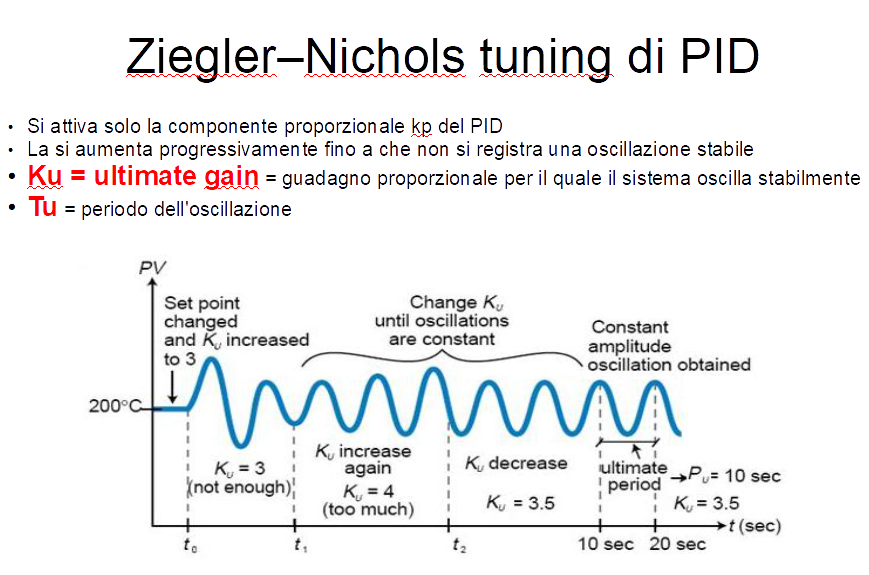 Ziegler–Nichols tuning di PID
• Si attiva solo la componente proporzionale kp del PID
• La si aumenta progressivamente fino a che non si registra una oscillazione stabile
• Ku = ultimate gain = guadagno proporzionale per il quale il sistema oscilla stabilmente
• Tu = periodo dell'oscillazione
PV
Set point
changed
and Ku increased
to 3
Change Ku
until oscillations
are constant
Constant
amplitude
oscillation obtained
200°C
Ku = 3
(not enough)
Ku increase
again
Ku = 4
(too much)
Ku decrease
Ku = 3.5
ultimate
period
→Pu= 10 sec
Ku = 3.5
t (sec)
t0
t1
t2
10 sec
20 sec